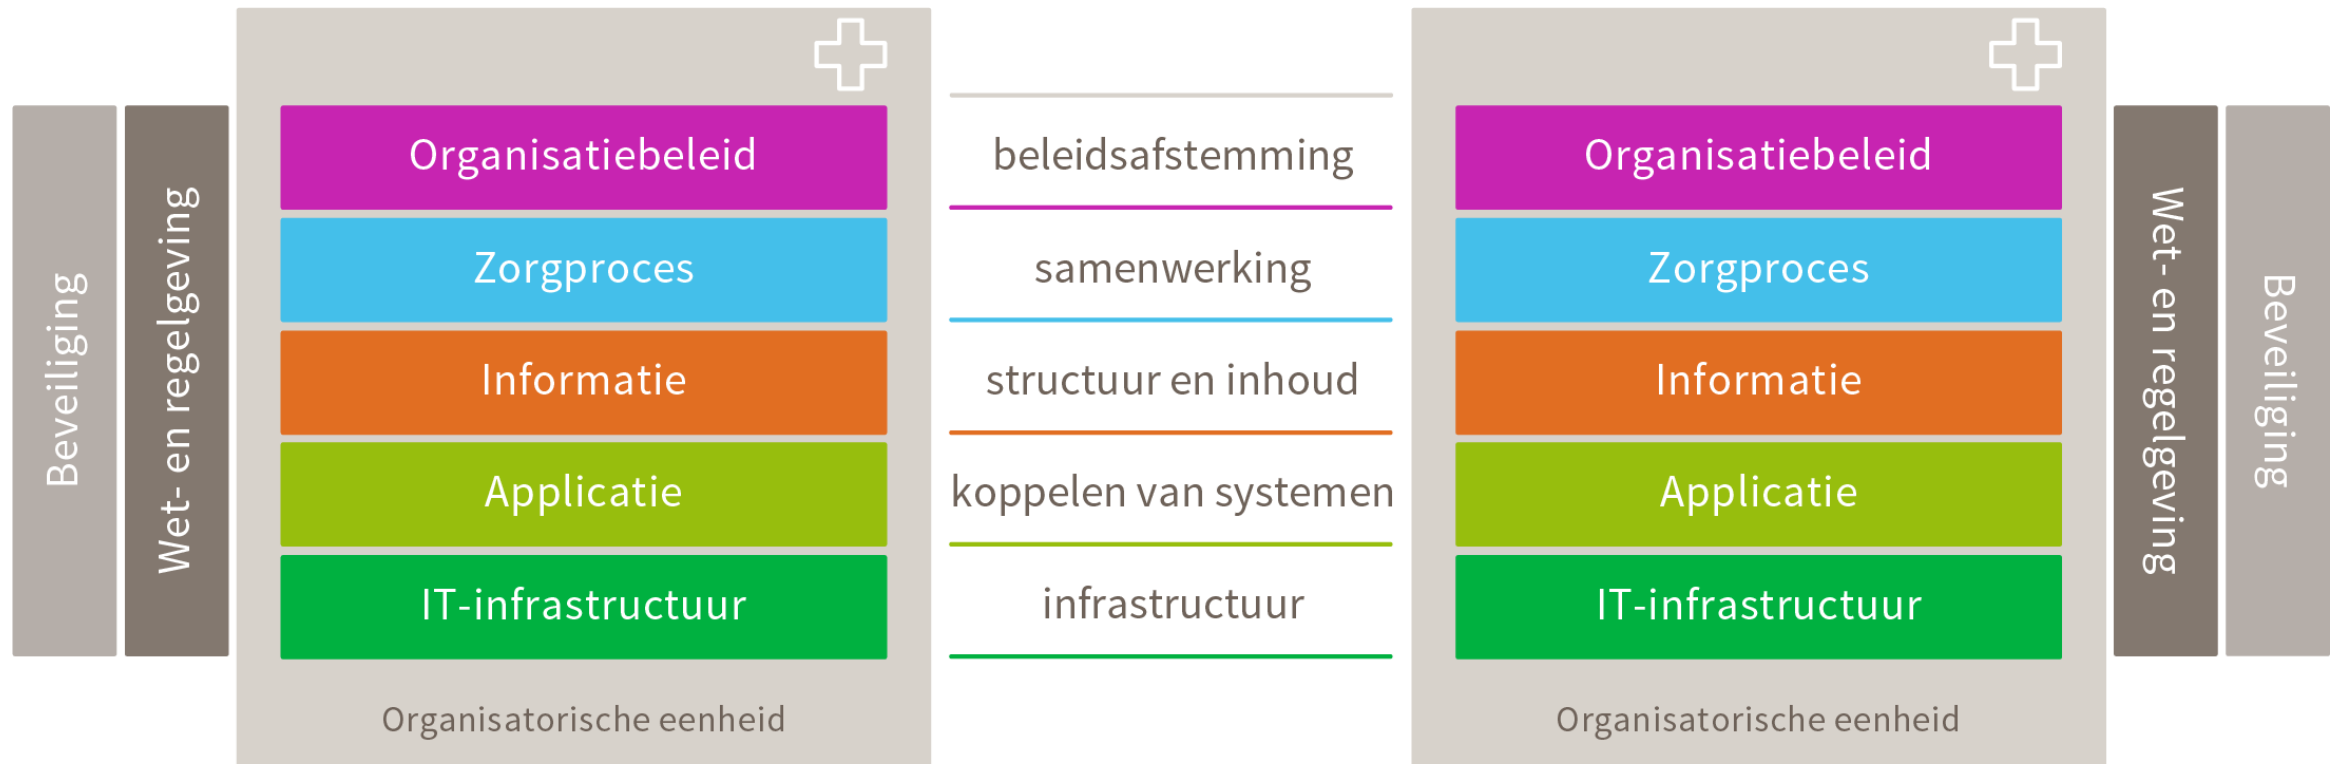 Beveiliging
Wet- en regelgeving
Organisatiebeleid
Zorgproces
Informatie
Applicatie
IT-infrastructuur
Organisatorische eenheid
beleidsafstemming
samenwerking
structuur en inhoud
koppelen van systemen
infrastructuur
Organisatiebeleid
Zorgproces
Informatie
Applicatie
IT-infrastructuur
Organisatorische eenheid
Wet- en regelgeving
Beveiliging